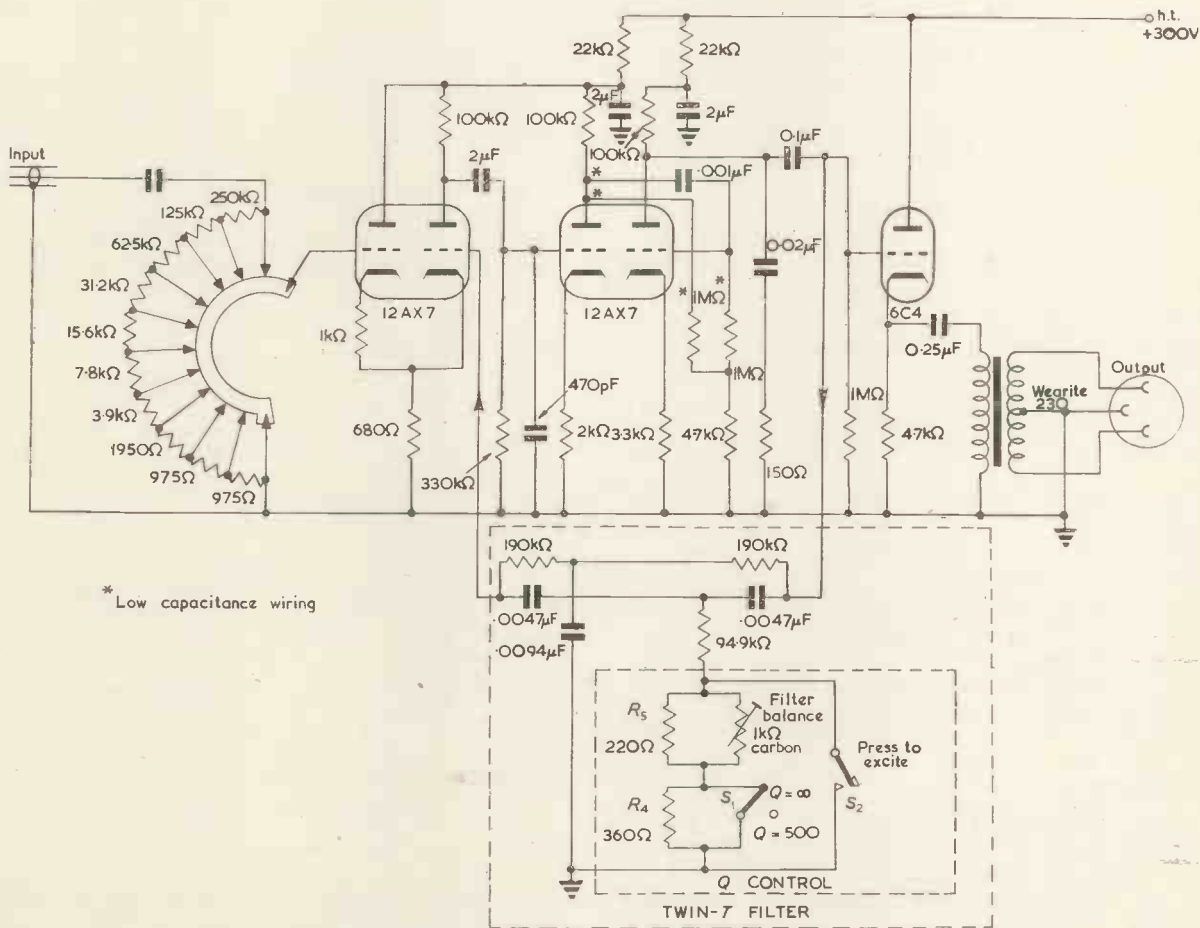 h.t.
+300V
22kΩ
22kΩ
2μF
2μF
100kΩ
100kΩ
100kΩ
2μF
0·1μF
*
·001μF
*
Input
250kΩ
125kΩ
62·5kΩ
31·2kΩ
15·6kΩ
7·8kΩ
3·9kΩ
1950Ω
975Ω
975Ω
12AX7
12AX7
0·02μF
*
1MΩ
*
6C4
1kΩ
0·25μF
Wearite
230
Output
470pF
1MΩ
1MΩ
680Ω
330kΩ
2kΩ
3·3kΩ
47kΩ
150Ω
47kΩ
190kΩ
190kΩ
* Low capacitance wiring
·0047μF
·0047μF
·0094μF
94·9kΩ
R5
220Ω
Filter
balance
1kΩ
carbon
Press to
excite
S2
R4
360Ω
S1
Q = ∞
Q = 500
Q CONTROL
TWIN-T FILTER